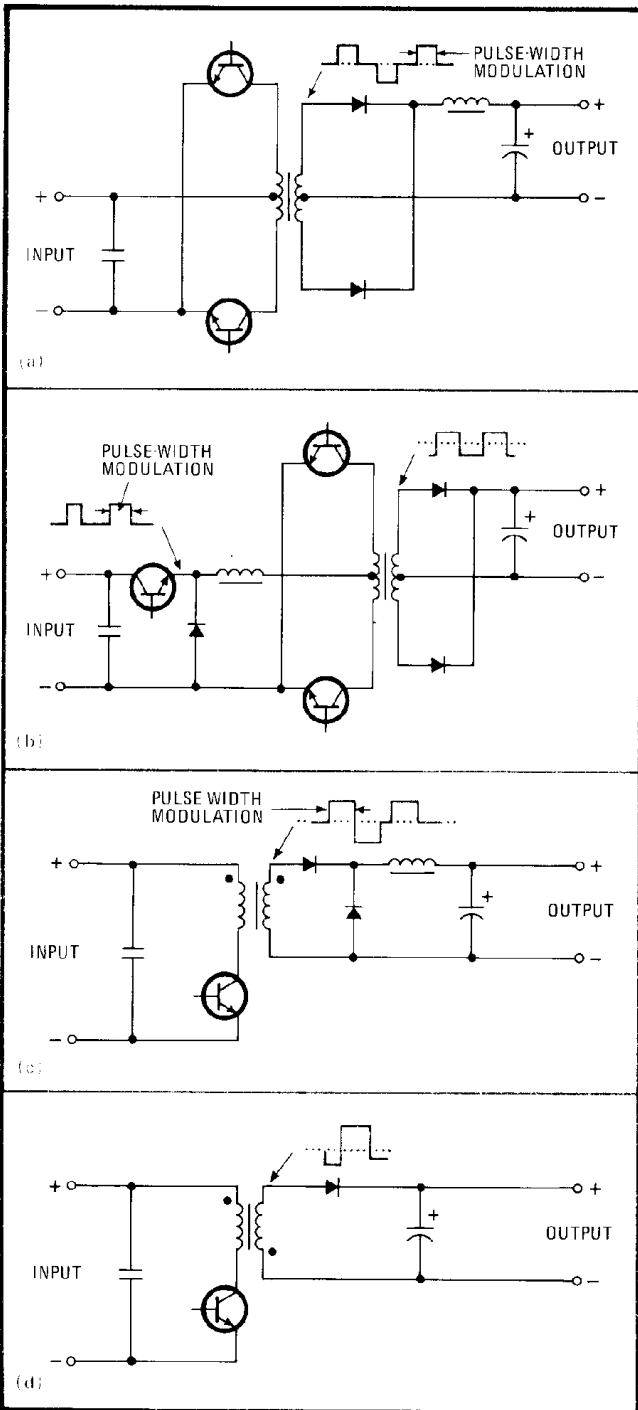 PULSE-WIDTH
MODULATION
+
+
OUTPUT
+
INPUT
−
−
(a)
PULSE-WIDTH
MODULATION
+
+
OUTPUT
+
INPUT
−
−
(b)
PULSE WIDTH
MODULATION
+
+
+
OUTPUT
INPUT
−
−
(c)
+
+
+
OUTPUT
INPUT
−
−
(d)